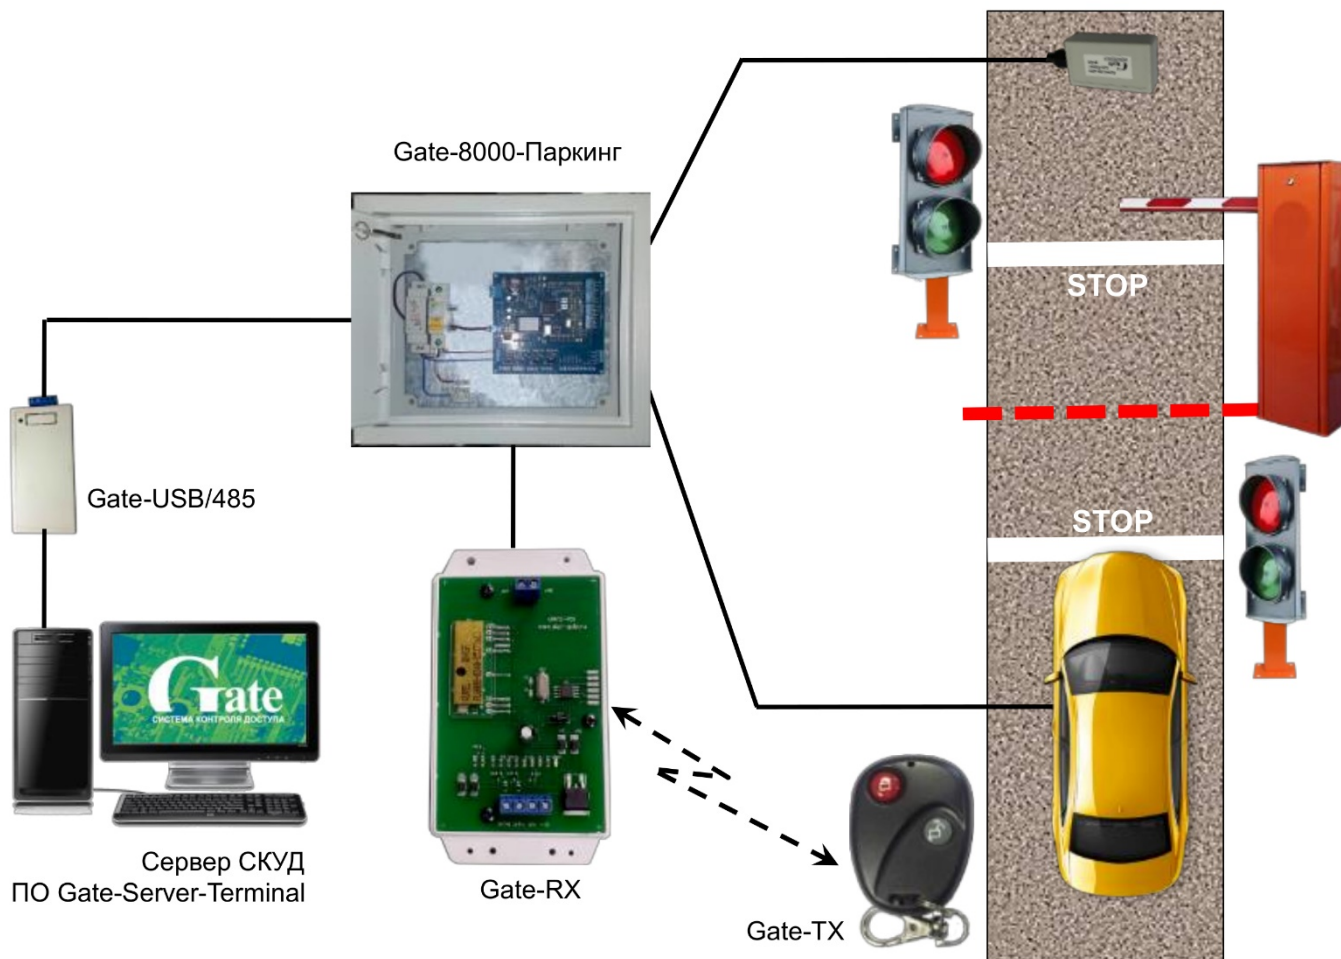 Gate-8000-Паркинг
Gate
STOP
STOP
Gate-USB/485
Gate
СИСТЕМА КОНТРОЛЯ ДОСТУПА
Сервер СКУД
ПО Gate-Server-Terminal
Gate-RX
Gate-TX